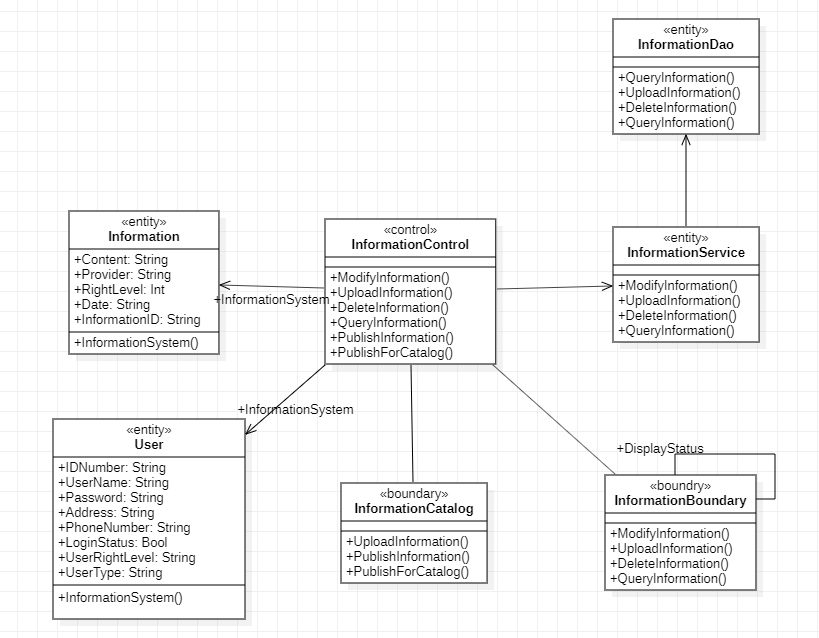 «entity»
InformationDao
+QueryInformation()
+UploadInformation()
+DeleteInformation()
+QueryInformation()
«entity»
Information
+Content: String
+Provider: String
+RightLevel: Int
+Date: String
+InformationID: String
+InformationSystem()
+InformationSystem
«control»
InformationControl
+ModifyInformation()
+UploadInformation()
+DeleteInformation()
+QueryInformation()
+PublishInformation()
+PublishForCatalog()
«entity»
InformationService
+ModifyInformation()
+UploadInformation()
+DeleteInformation()
+QueryInformation()
+InformationSystem
«entity»
User
+IDNumber: String
+UserName: String
+Password: String
+Address: String
+PhoneNumber: String
+LoginStatus: Bool
+UserRightLevel: String
+UserType: String
+InformationSystem()
«boundary»
InformationCatalog
+UploadInformation()
+PublishInformation()
+PublishForCatalog()
+DisplayStatus
«boundry»
InformationBoundary
+ModifyInformation()
+UploadInformation()
+DeleteInformation()
+QueryInformation()